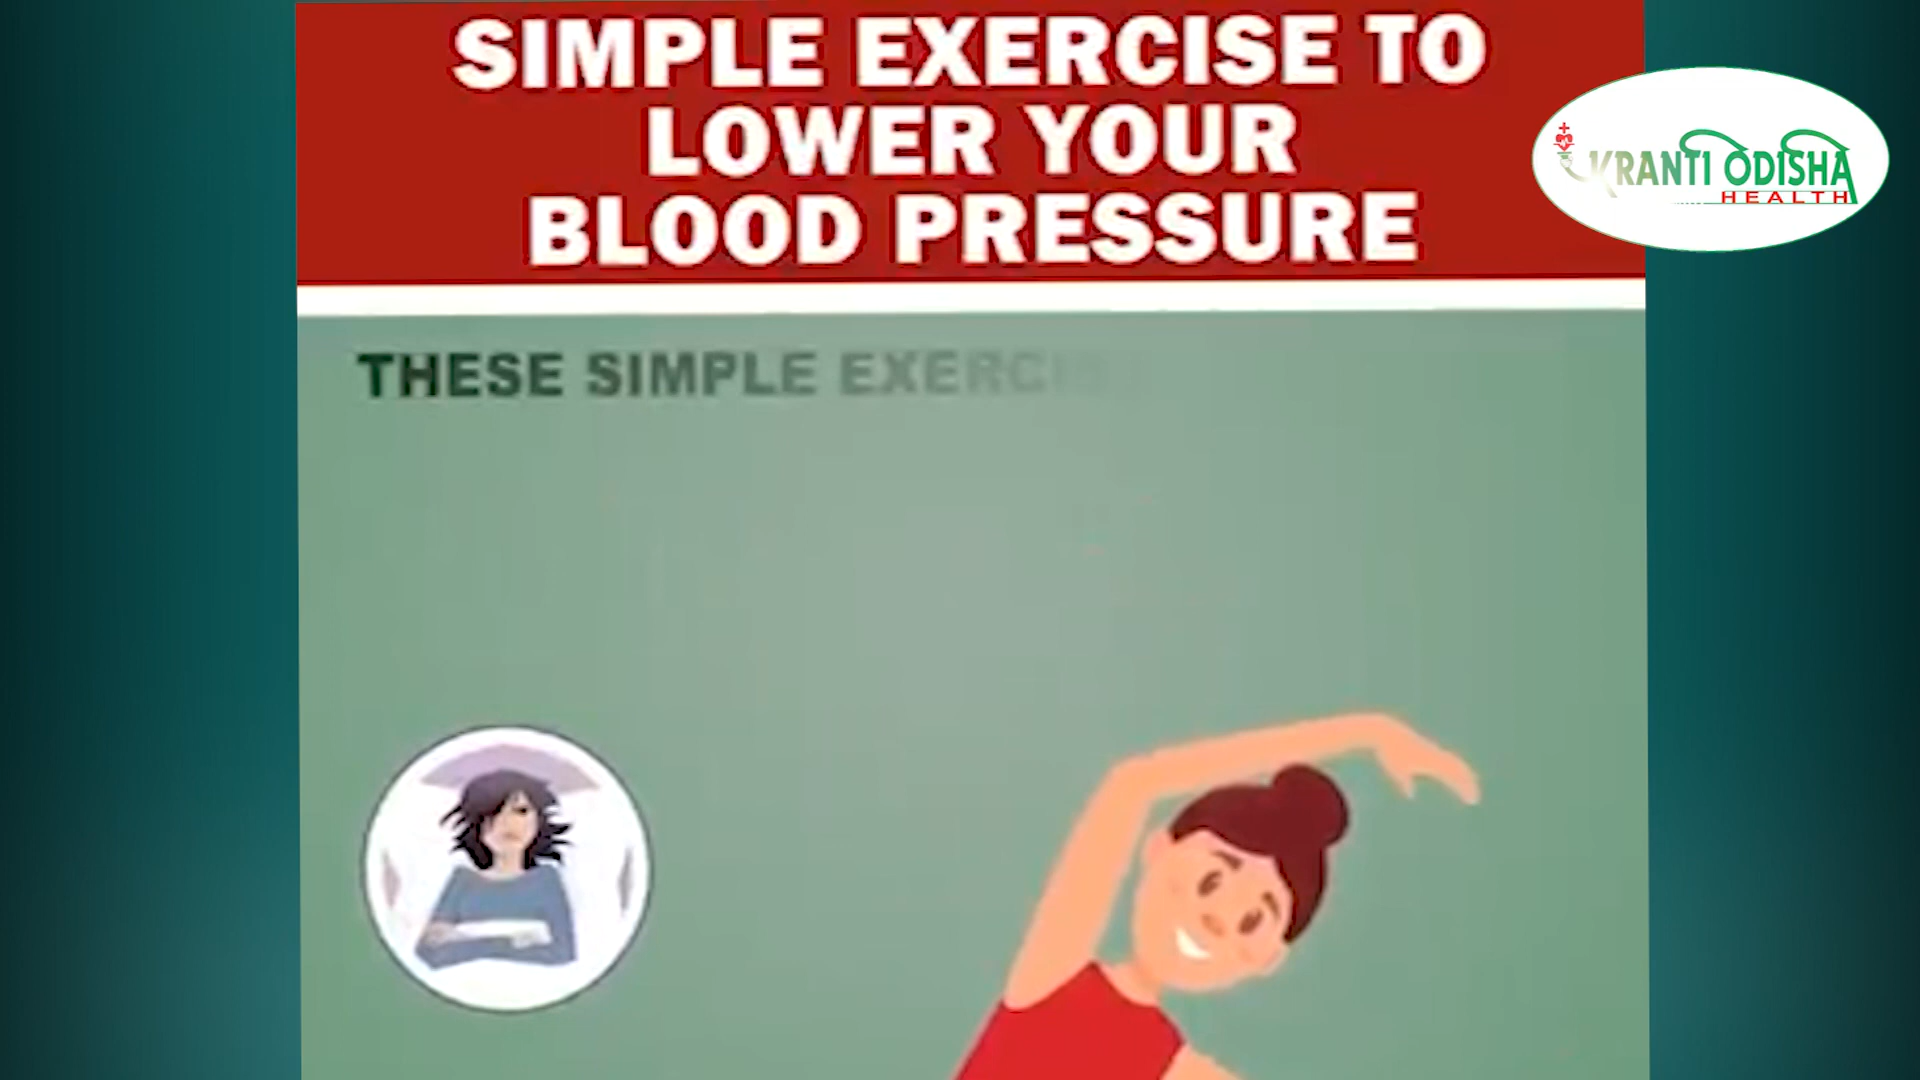 SIMPLE EXERCISE TO
LOWER YOUR
BLOOD PRESSURE
KRANTI ODISHA
HEALTH
THESE SIMPLE